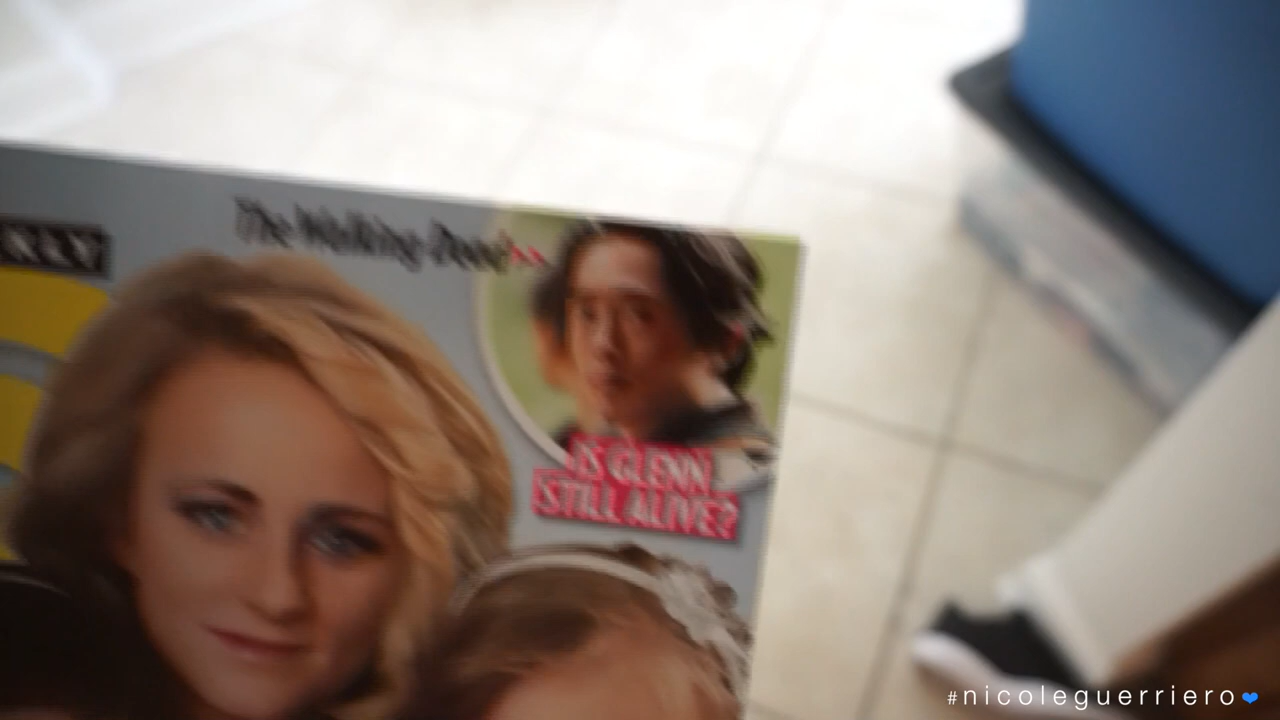 The Walking Dead
IS GLENN
STILL ALIVE?
#nicoleguerriero